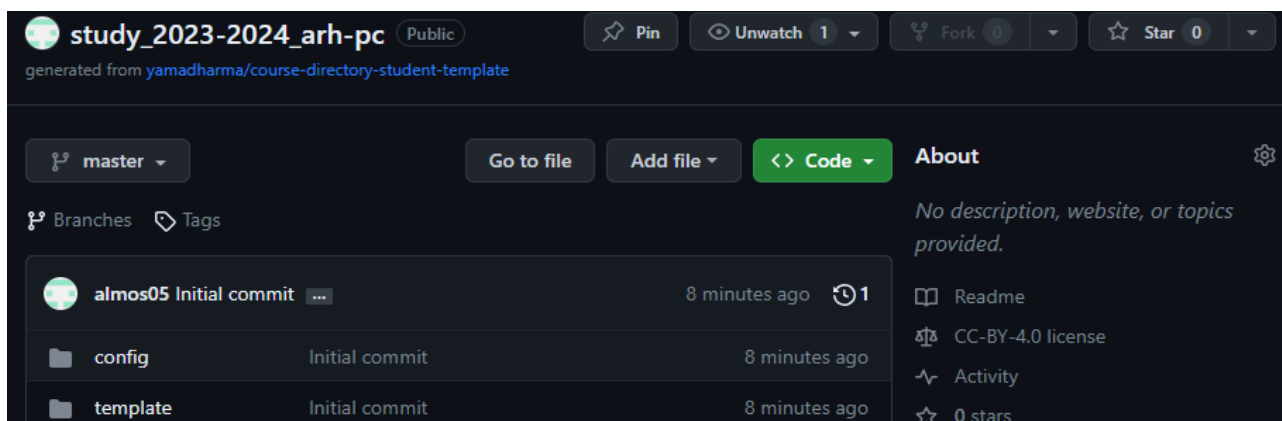 study_2023-2024_arh-pc Public Pin Unwatch 1 Fork 0 Star 0
generated from yamadharma/course-directory-student-template
master Go to file Add file <> Code
Branches Tags
almos05 Initial commit ... 8 minutes ago 1
config Initial commit 8 minutes ago
template Initial commit 8 minutes ago
About
No description, website, or topics
provided.
Readme
CC-BY-4.0 license
Activity
0 stars